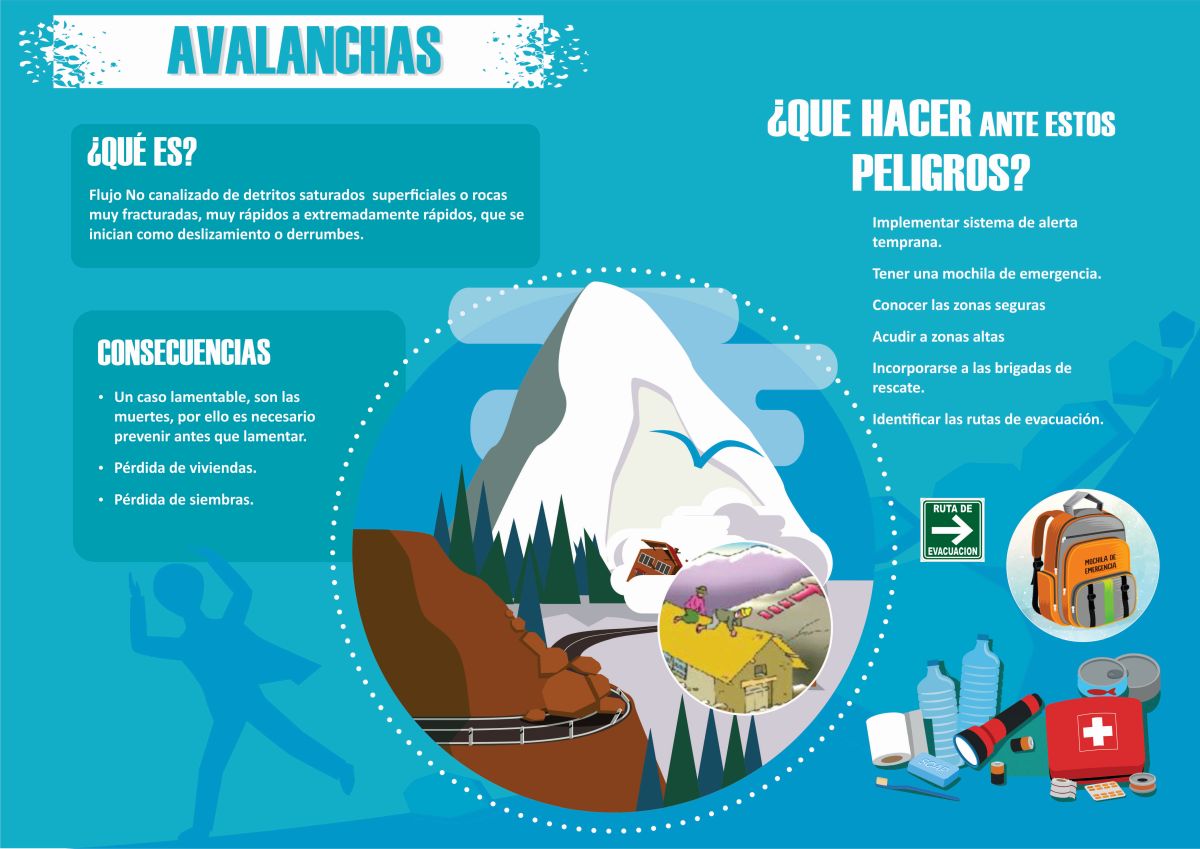 AVALANCHAS
¿QUÉ ES?
Flujo No canalizado de detritos saturados superficiales o rocas
muy fracturadas, muy rápidos a extremadamente rápidos, que se
inician como deslizamiento o derrumbes.
CONSECUENCIAS
• Un caso lamentable, son las
muertes, por ello es necesario
prevenir antes que lamentar.
• Pérdida de viviendas.
• Pérdida de siembras.
¿QUE HACER ANTE ESTOS
PELIGROS?
Implementar sistema de alerta
temprana.
Tener una mochila de emergencia.
Conocer las zonas seguras
Acudir a zonas altas
Incorporarse a las brigadas de
rescate.
Identificar las rutas de evacuación.
RUTA DE
EVACUACION
MOCHILA DE
EMERGENCIA
SOAP